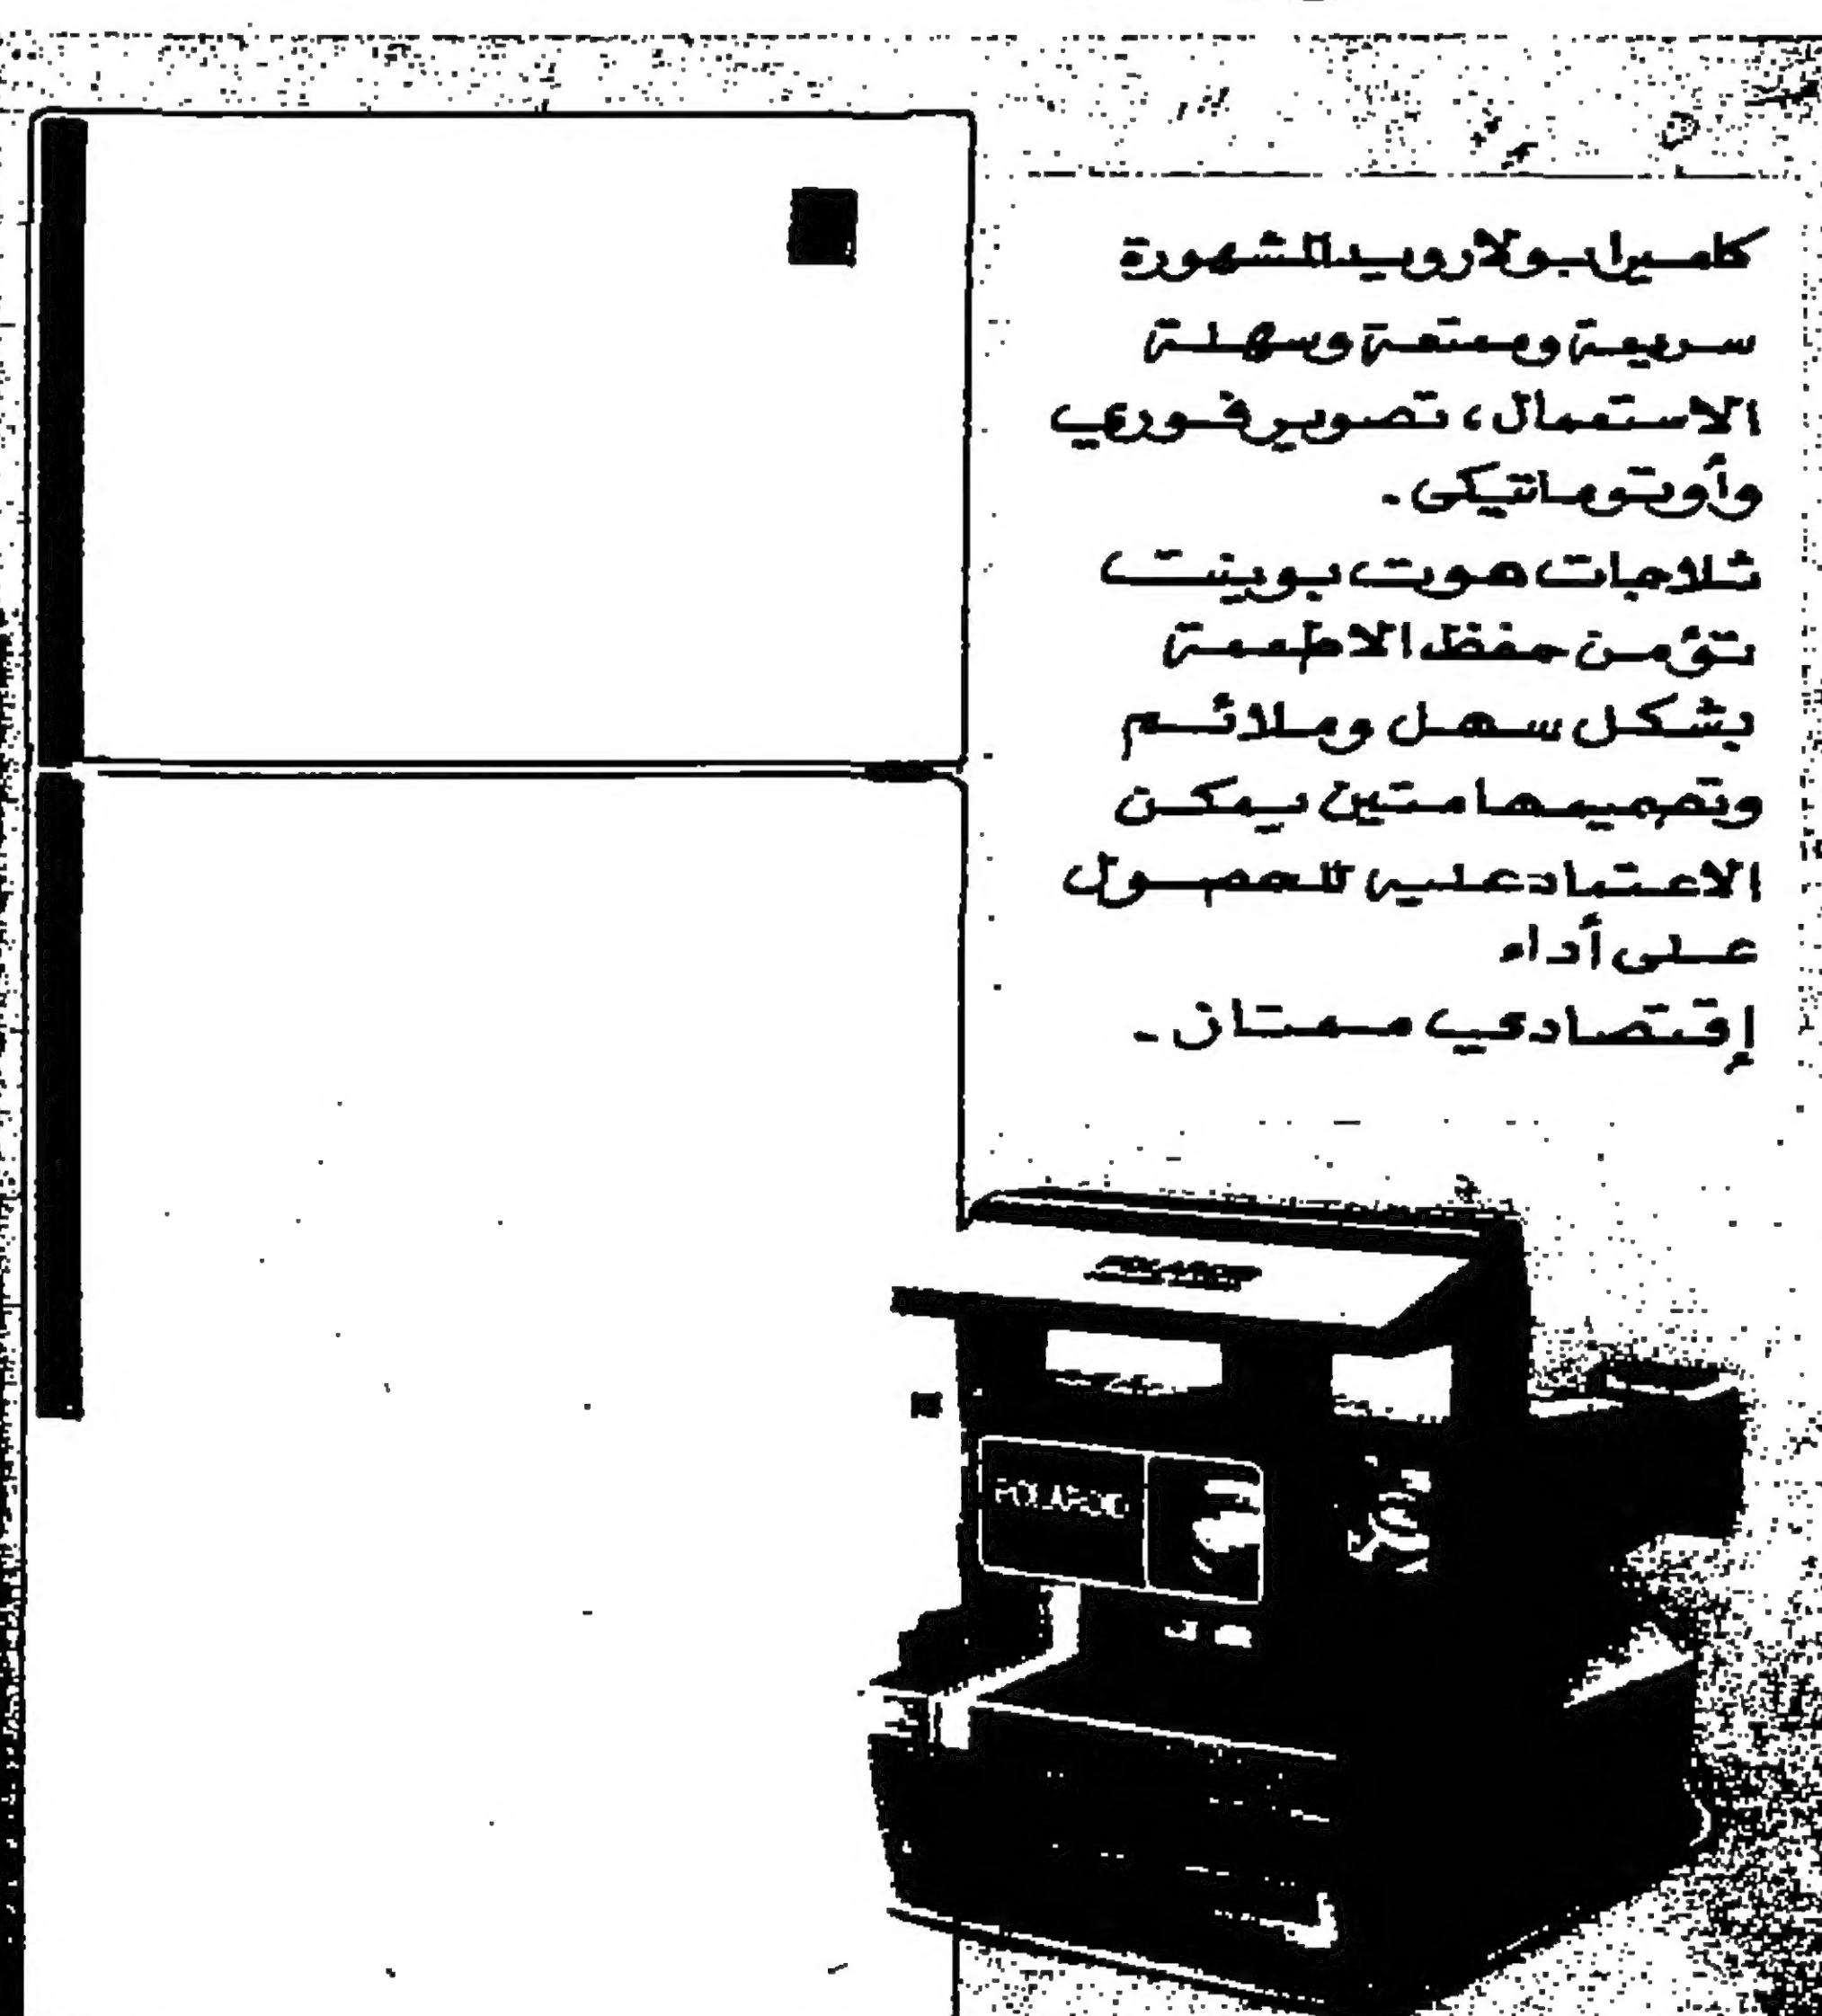 كاميرا بولارويد المشهورة
سريعة وممتعة وسهلة
الاستعمال، تصوير فوري
وأوتوماتيكي.
ثلاجات هوت بوينت
تؤمن حفظ الاطعمة
بشكل سهل وملائم
وتصميمها متين يمكن
الاعتماد عليه للحصول
على أداء
إقتصادي ممتاز.
POLAROID